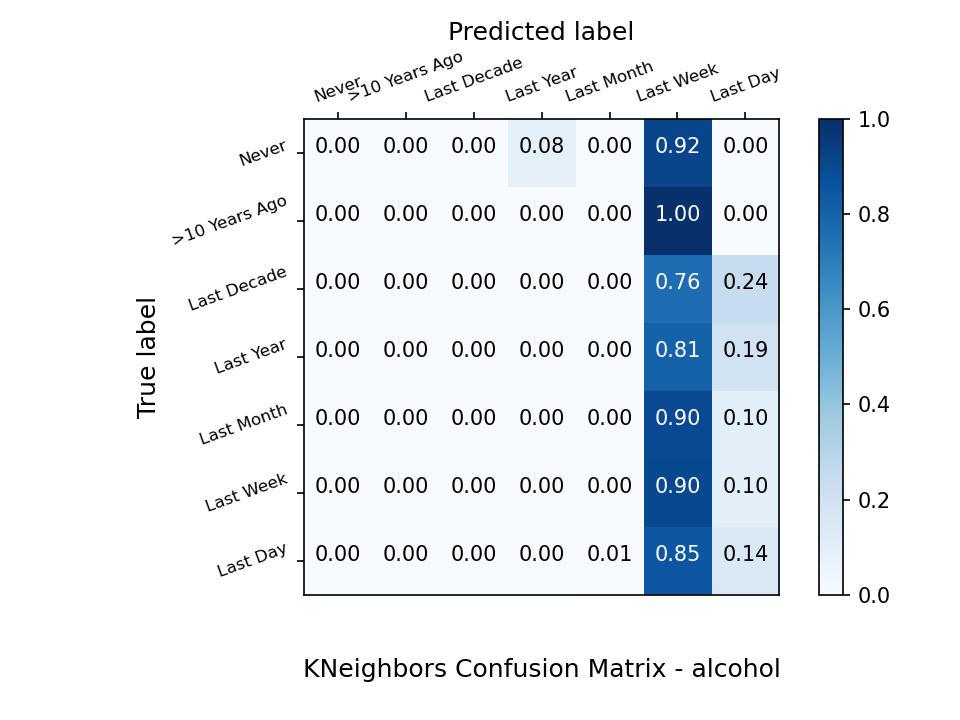 Predicted label
Never >10 Years Ago Last Decade Last Year Last Month Last Week Last Day
1.0
Never 0.00 0.00 0.00 0.08 0.00 0.92 0.00
>10 Years Ago 0.00 0.00 0.00 0.00 0.00 1.00 0.00
0.8
Last Decade 0.00 0.00 0.00 0.00 0.00 0.76 0.24
0.6
True label
Last Year 0.00 0.00 0.00 0.00 0.00 0.81 0.19
0.4
Last Month 0.00 0.00 0.00 0.00 0.00 0.90 0.10
Last Week 0.00 0.00 0.00 0.00 0.00 0.90 0.10
0.2
Last Day 0.00 0.00 0.00 0.00 0.01 0.85 0.14
0.0
KNeighbors Confusion Matrix - alcohol